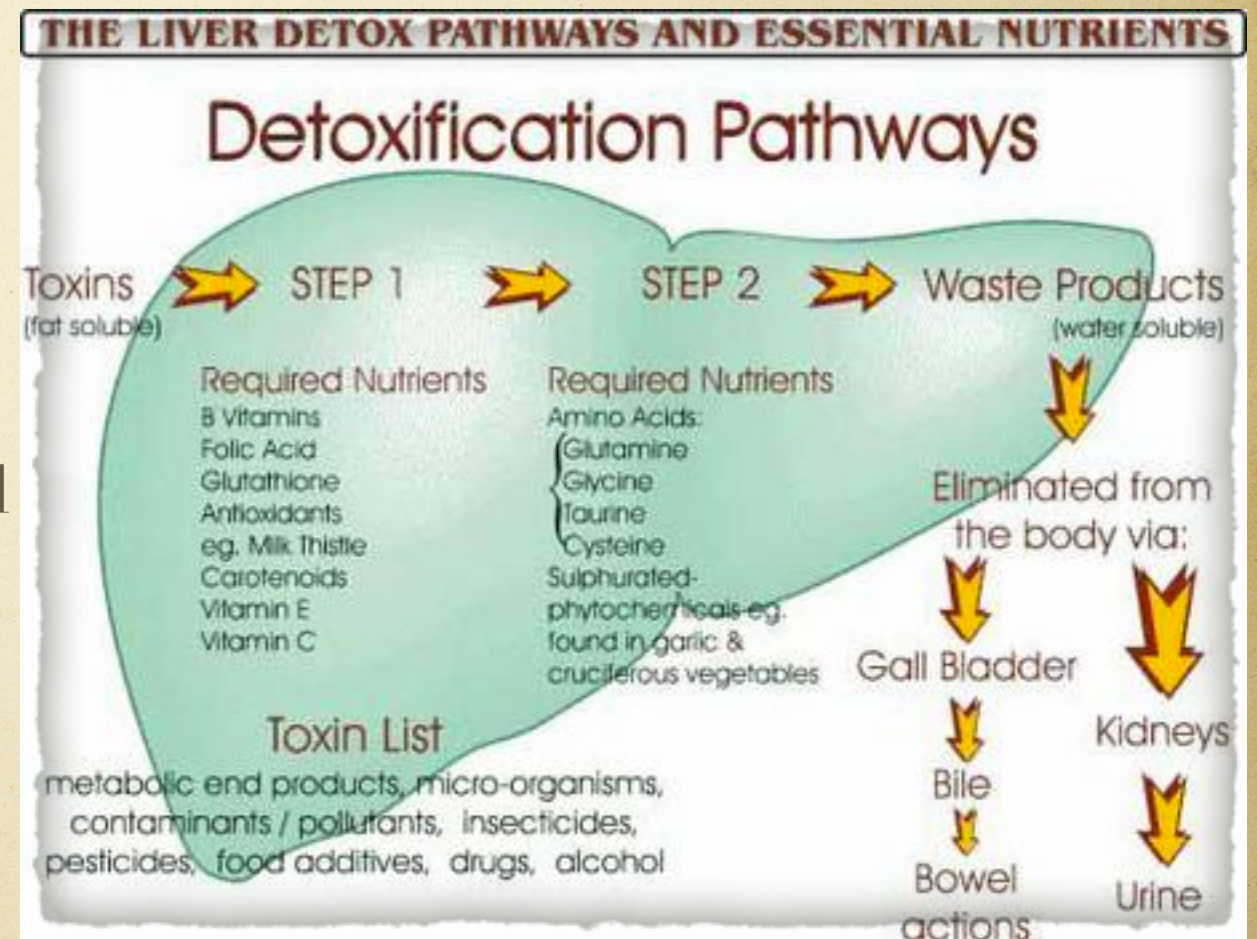 THE LIVER DETOX PATHWAYS AND ESSENTIAL NUTRIENTS
Detoxification Pathways
Toxins
(fat soluble)
STEP 1
STEP 2
Waste Products
(water soluble)
Required Nutrients
B Vitamins
Folic Acid
Glutathione
Antioxidants
eg. Milk Thistle
Carotenoids
Vitamin E
Vitamin C
Required Nutrients
Amino Acids:
Glutamine
Glycine
Taurine
Cysteine
Sulphurated-
phytochemicals eg.
found in garlic &
cruciferous vegetables
Eliminated from
the body via:
Gall Bladder
Bile
Bowel
actions
Kidneys
Urine
Toxin List
metabolic end products, micro-organisms,
contaminants / pollutants, insecticides,
pesticides, food additives, drugs, alcohol